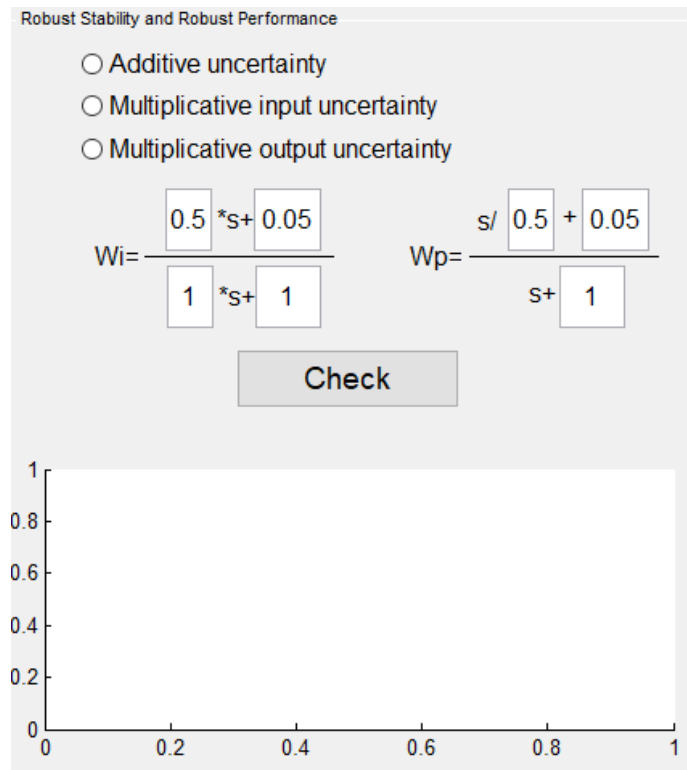 Robust Stability and Robust Performance
Additive uncertainty
Multiplicative input uncertainty
Multiplicative output uncertainty
0.5 *s+ 0.05
Wi=
1 *s+ 1
s/ 0.5 + 0.05
Wp=
s+ 1
Check
1
0.8
0.6
0.4
0.2
0
0 0.2 0.4 0.6 0.8 1